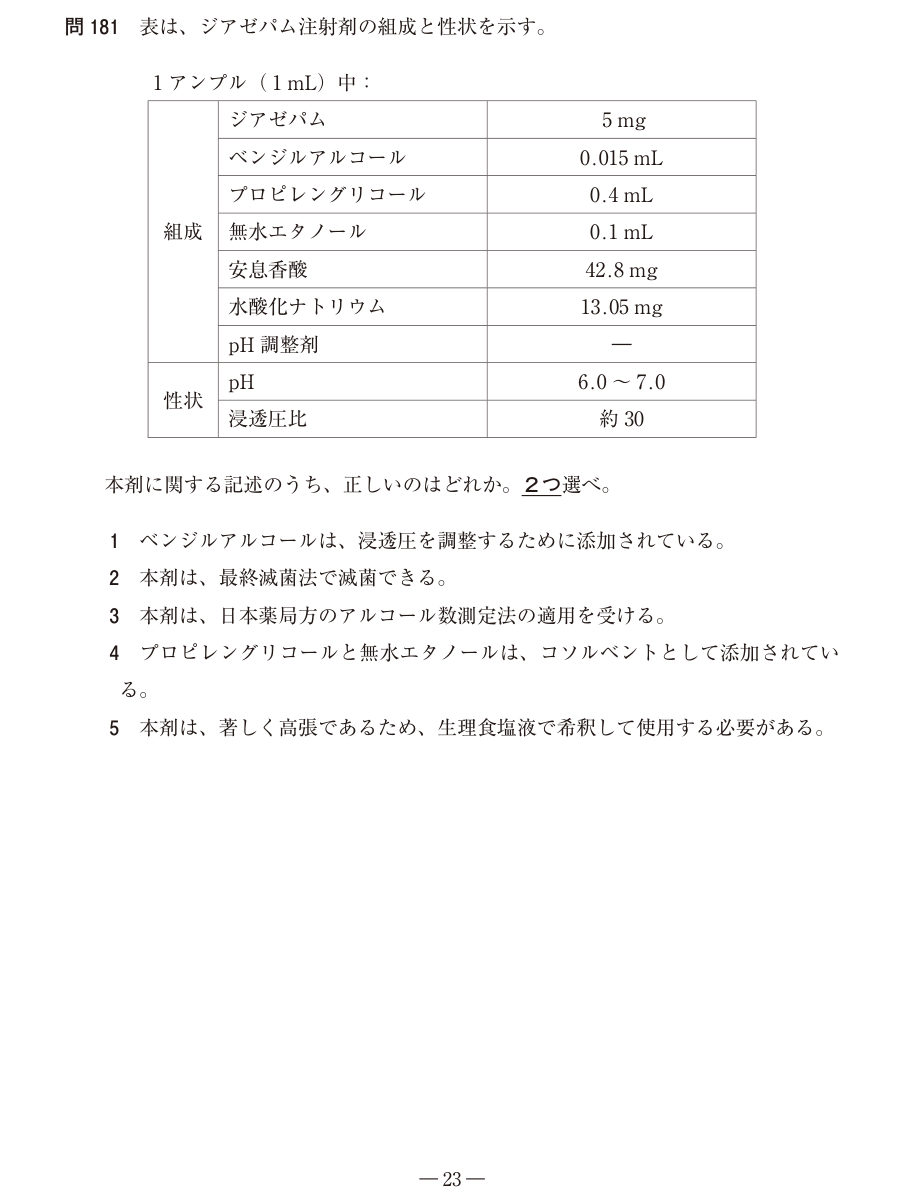 問 181　表は、ジアゼパム注射剤の組成と性状を示す。
1アンプル（1 mL）中：
組成
ジアゼパム　5 mg
ベンジルアルコール　0.015 mL
プロピレングリコール　0.4 mL
無水エタノール　0.1 mL
安息香酸　42.8 mg
水酸化ナトリウム　13.05 mg
pH 調整剤　―
性状
pH　6.0 ～ 7.0
浸透圧比　約 30
本剤に関する記述のうち、正しいのはどれか。2つ選べ。
1　ベンジルアルコールは、浸透圧を調整するために添加されている。
2　本剤は、最終滅菌法で滅菌できる。
3　本剤は、日本薬局方のアルコール数測定法の適用を受ける。
4　プロピレングリコールと無水エタノールは、コソルベントとして添加されてい
る。
5　本剤は、著しく高張であるため、生理食塩液で希釈して使用する必要がある。
― 23 ―